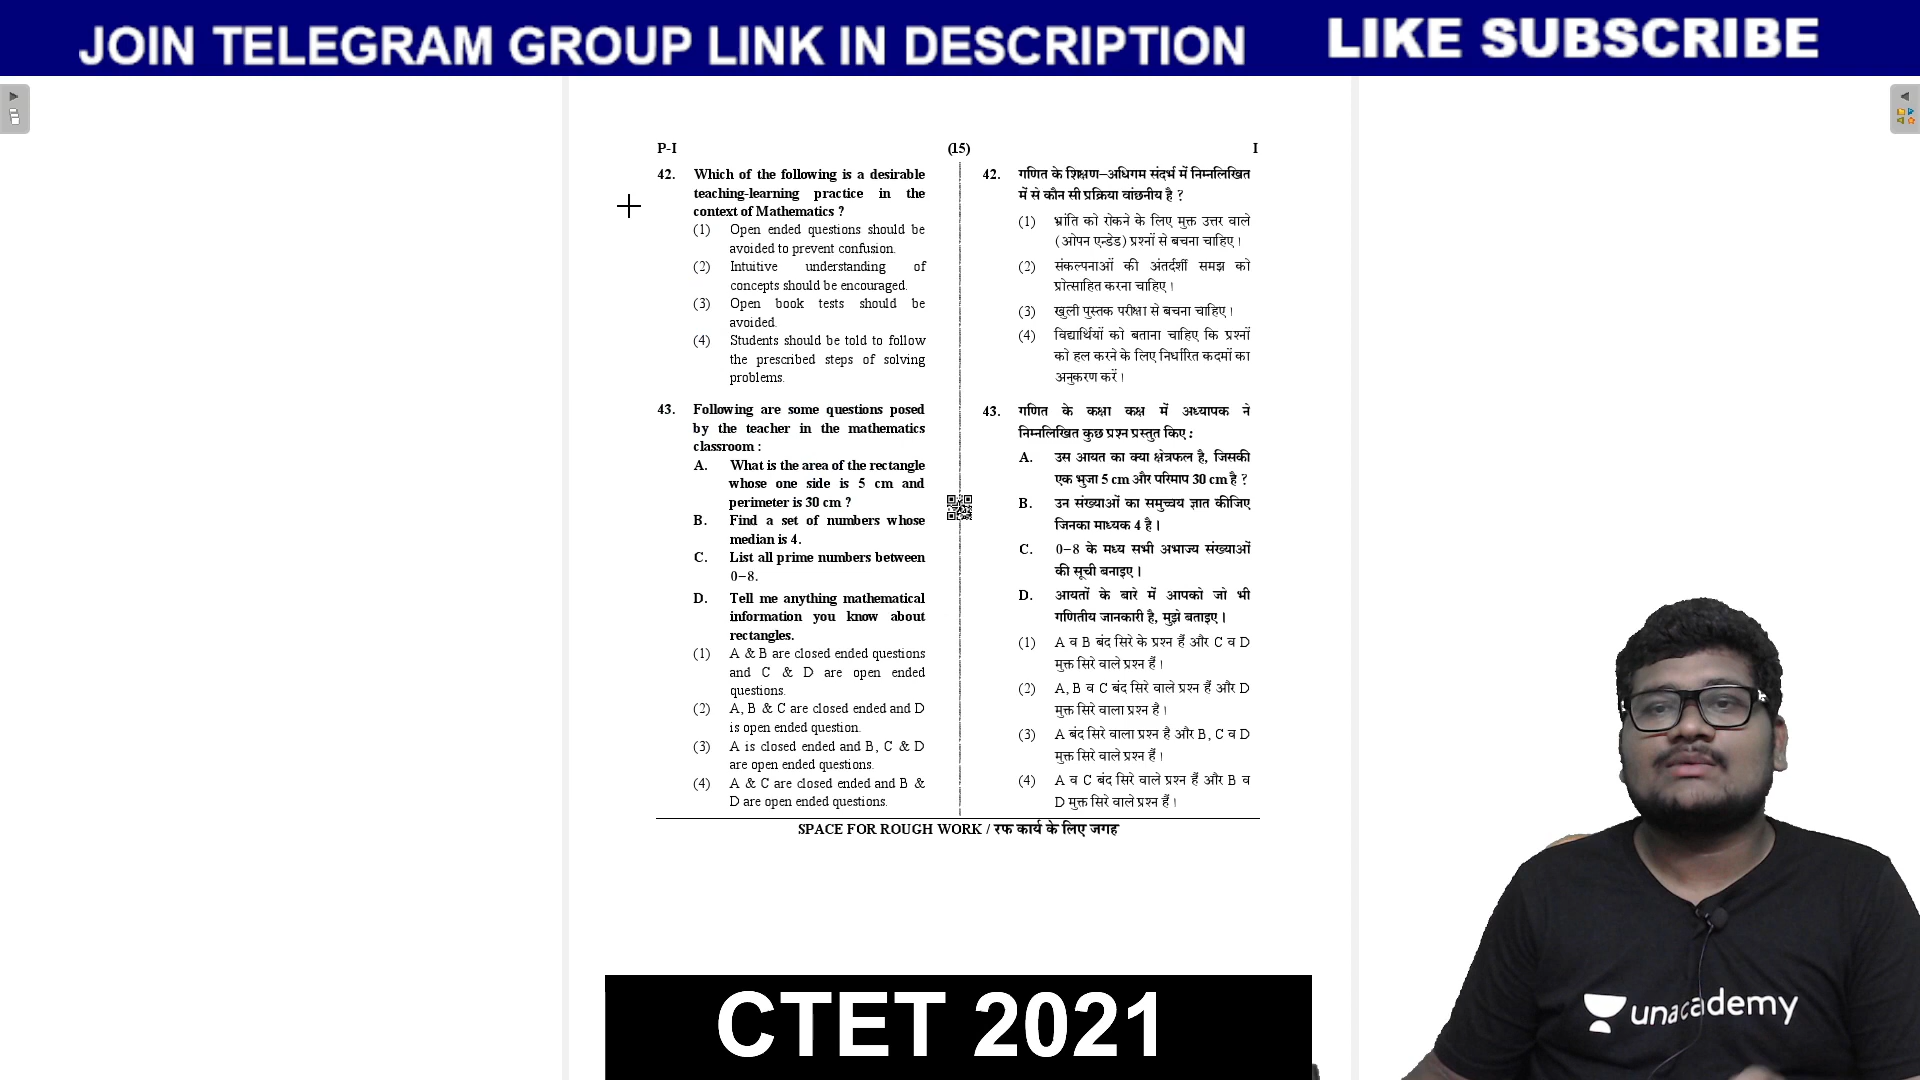 JOIN TELEGRAM GROUP LINK IN DESCRIPTION LIKE SUBSCRIBE
P-I (15) I
42. Which of the following is a desirable
teaching-learning practice in the
context of Mathematics ?
(1) Open ended questions should be
avoided to prevent confusion.
(2) Intuitive understanding of
concepts should be encouraged.
(3) Open book tests should be
avoided.
(4) Students should be told to follow
the prescribed steps of solving
problems.
43. Following are some questions posed
by the teacher in the mathematics
classroom :
A. What is the area of the rectangle
whose one side is 5 cm and
perimeter is 30 cm ?
B. Find a set of numbers whose
median is 4.
C. List all prime numbers between
0–8.
D. Tell me anything mathematical
information you know about
rectangles.
(1) A & B are closed ended questions
and C & D are open ended
questions.
(2) A, B & C are closed ended and D
is open ended question.
(3) A is closed ended and B, C & D
are open ended questions.
(4) A & C are closed ended and B &
D are open ended questions.
42. गणित के शिक्षण–अधिगम संदर्भ में निम्नलिखित
में से कौन सी प्रक्रिया वांछनीय है ?
(1) भ्रांति को रोकने के लिए मुक्त उत्तर वाले
(ओपन एन्डेड) प्रश्नों से बचना चाहिए।
(2) संकल्पनाओं की अंतर्दर्शी समझ को
प्रोत्साहित करना चाहिए।
(3) खुली पुस्तक परीक्षा से बचना चाहिए।
(4) विद्यार्थियों को बताना चाहिए कि प्रश्नों
को हल करने के लिए निर्धारित कदमों का
अनुकरण करें।
43. गणित के कक्षा कक्ष में अध्यापक ने
निम्नलिखित कुछ प्रश्न प्रस्तुत किए :
A. उस आयत का क्या क्षेत्रफल है, जिसकी
एक भुजा 5 cm और परिमाप 30 cm है ?
B. उन संख्याओं का समुच्चय ज्ञात कीजिए
जिनका माध्यक 4 है।
C. 0–8 के मध्य सभी अभाज्य संख्याओं
की सूची बनाइए।
D. आयतों के बारे में आपको जो भी
गणितीय जानकारी है, मुझे बताइए।
(1) A व B बंद सिरे के प्रश्न हैं और C व D
मुक्त सिरे वाले प्रश्न हैं।
(2) A, B व C बंद सिरे वाले प्रश्न हैं और D
मुक्त सिरे वाला प्रश्न है।
(3) A बंद सिरे वाला प्रश्न है और B, C व D
मुक्त सिरे वाले प्रश्न हैं।
(4) A व C बंद सिरे वाले प्रश्न हैं और B व
D मुक्त सिरे वाले प्रश्न हैं।
SPACE FOR ROUGH WORK / रफ कार्य के लिए जगह
CTET 2021
unacademy